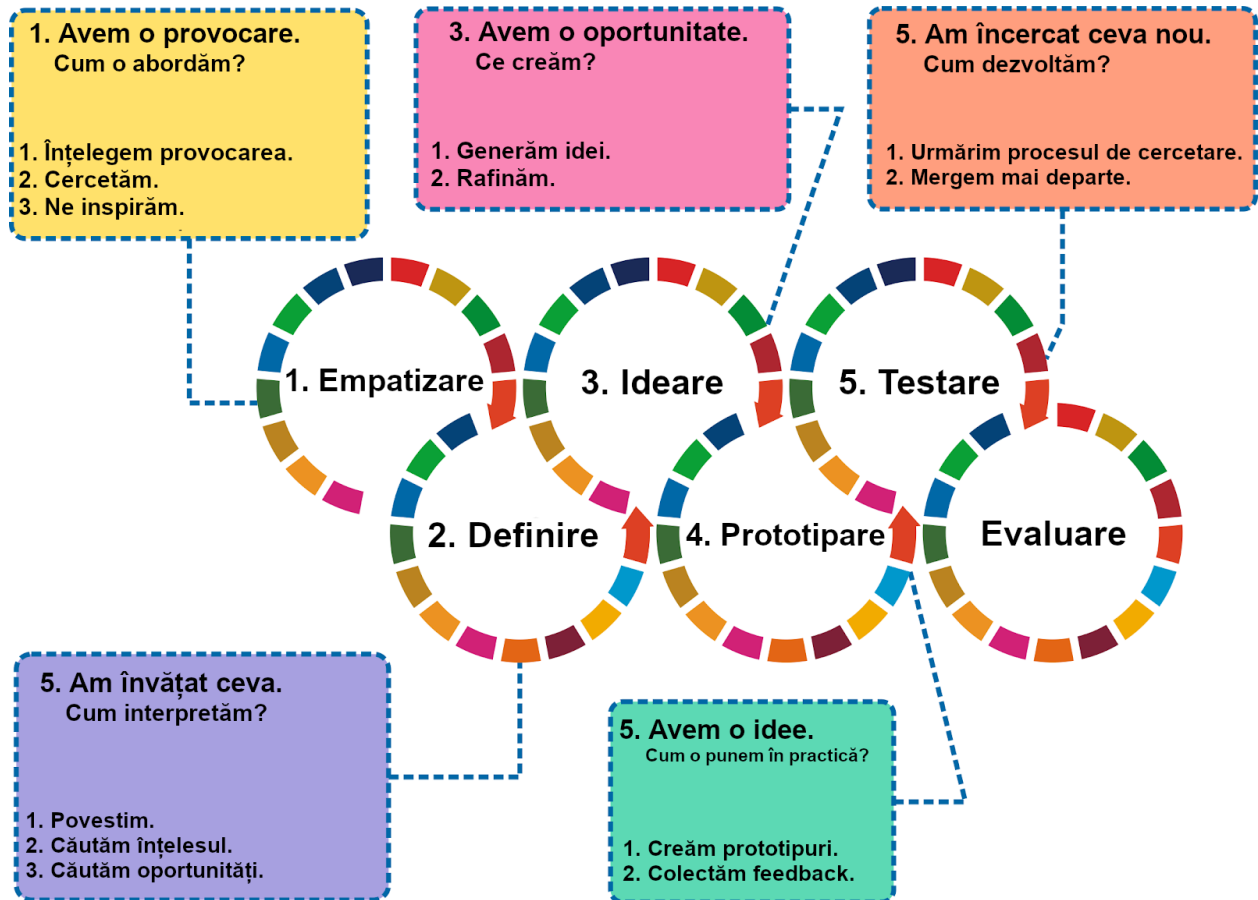 1. Avem o provocare.
Cum o abordăm?
1. Înțelegem provocarea.
2. Cercetăm.
3. Ne inspirăm.
3. Avem o oportunitate.
Ce creăm?
1. Generăm idei.
2. Rafinăm.
5. Am încercat ceva nou.
Cum dezvoltăm?
1. Urmărim procesul de cercetare.
2. Mergem mai departe.
1. Empatizare
3. Ideare
5. Testare
2. Definire
4. Prototipare
Evaluare
5. Am învățat ceva.
Cum interpretăm?
1. Povestim.
2. Căutăm înțelesul.
3. Căutăm oportunități.
5. Avem o idee.
Cum o punem în practică?
1. Creăm prototipuri.
2. Colectăm feedback.